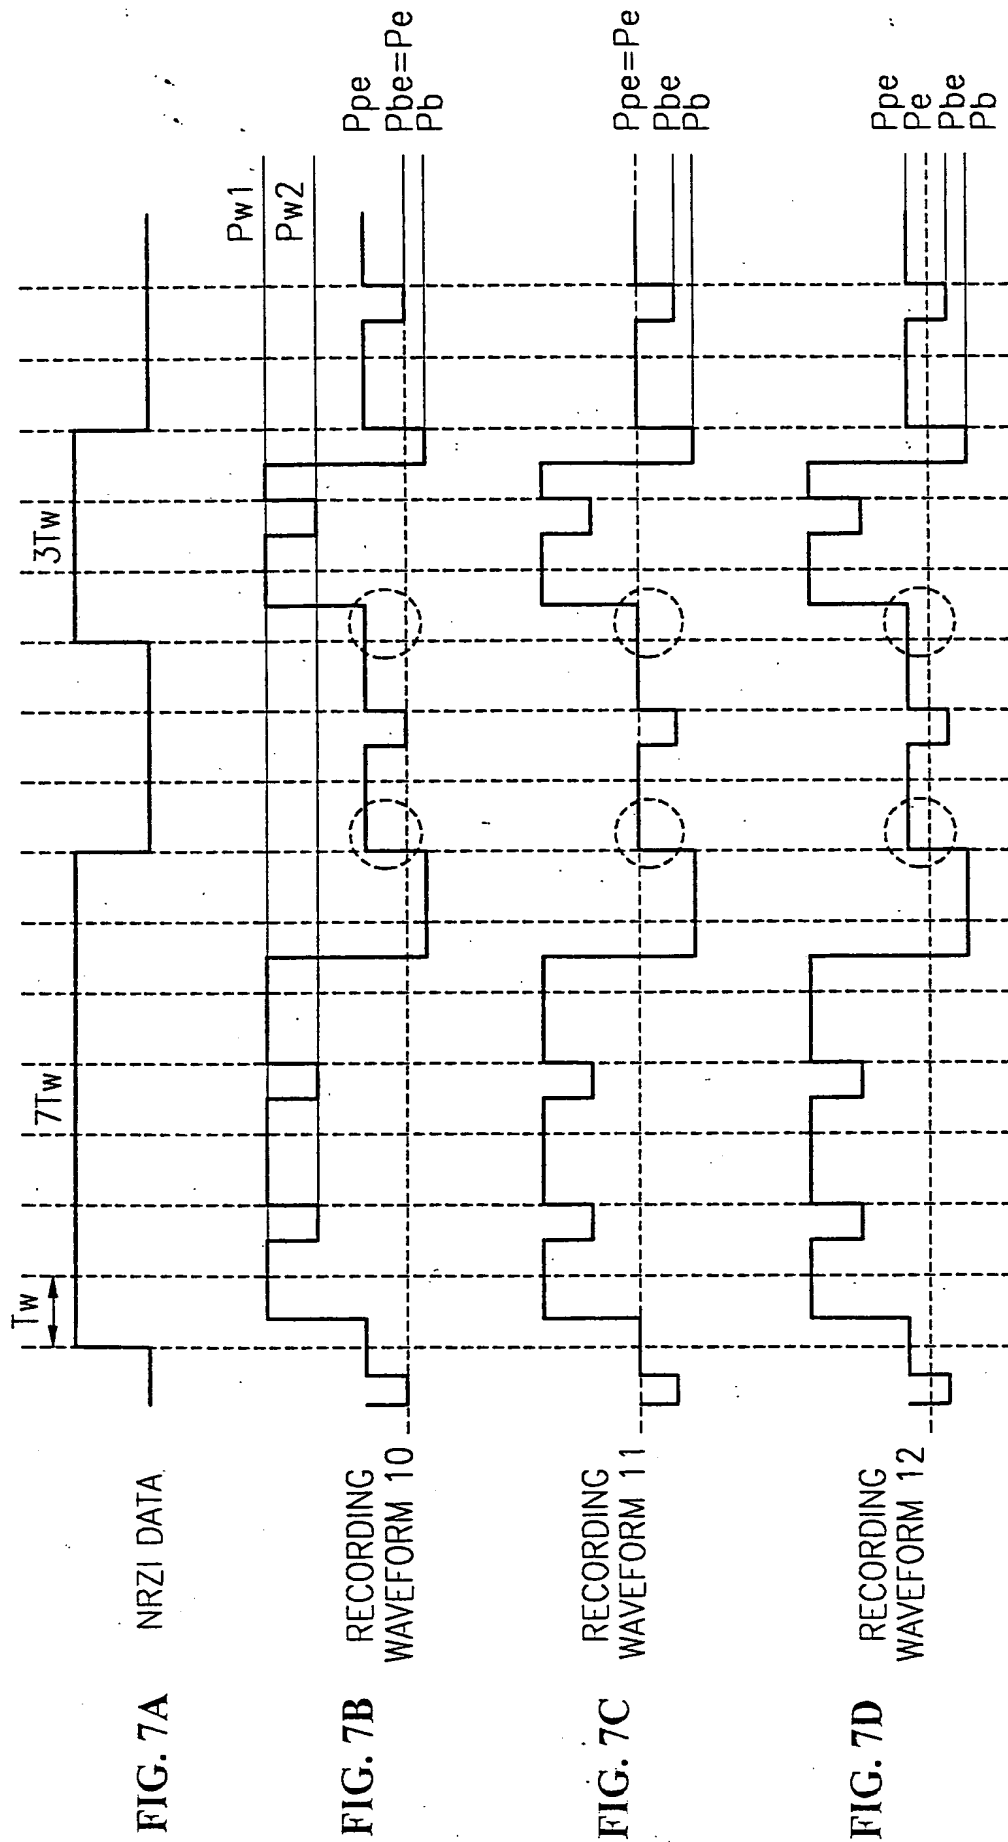 FIG. 7A
NRZI DATA
Tw
7Tw
3Tw
FIG. 7B
RECORDING
WAVEFORM 10
Pw1
Pw2
Ppe
Pbe=Pe
Pb
FIG. 7C
RECORDING
WAVEFORM 11
Ppe=Pe
Pbe
Pb
FIG. 7D
RECORDING
WAVEFORM 12
Ppe
Pe
Pbe
Pb